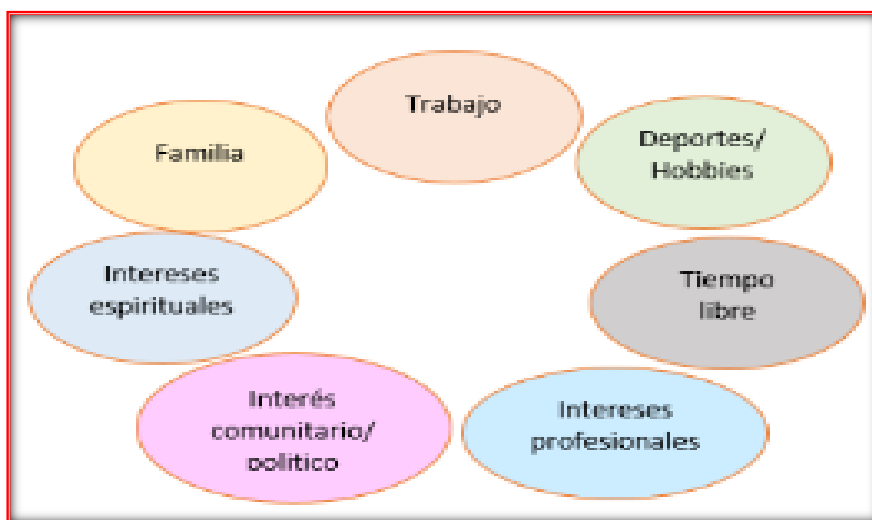 Trabajo
Familia
Deportes/
Hobbies
Intereses
espirituales
Tiempo
libre
Interés
comunitario/
político
Intereses
profesionales